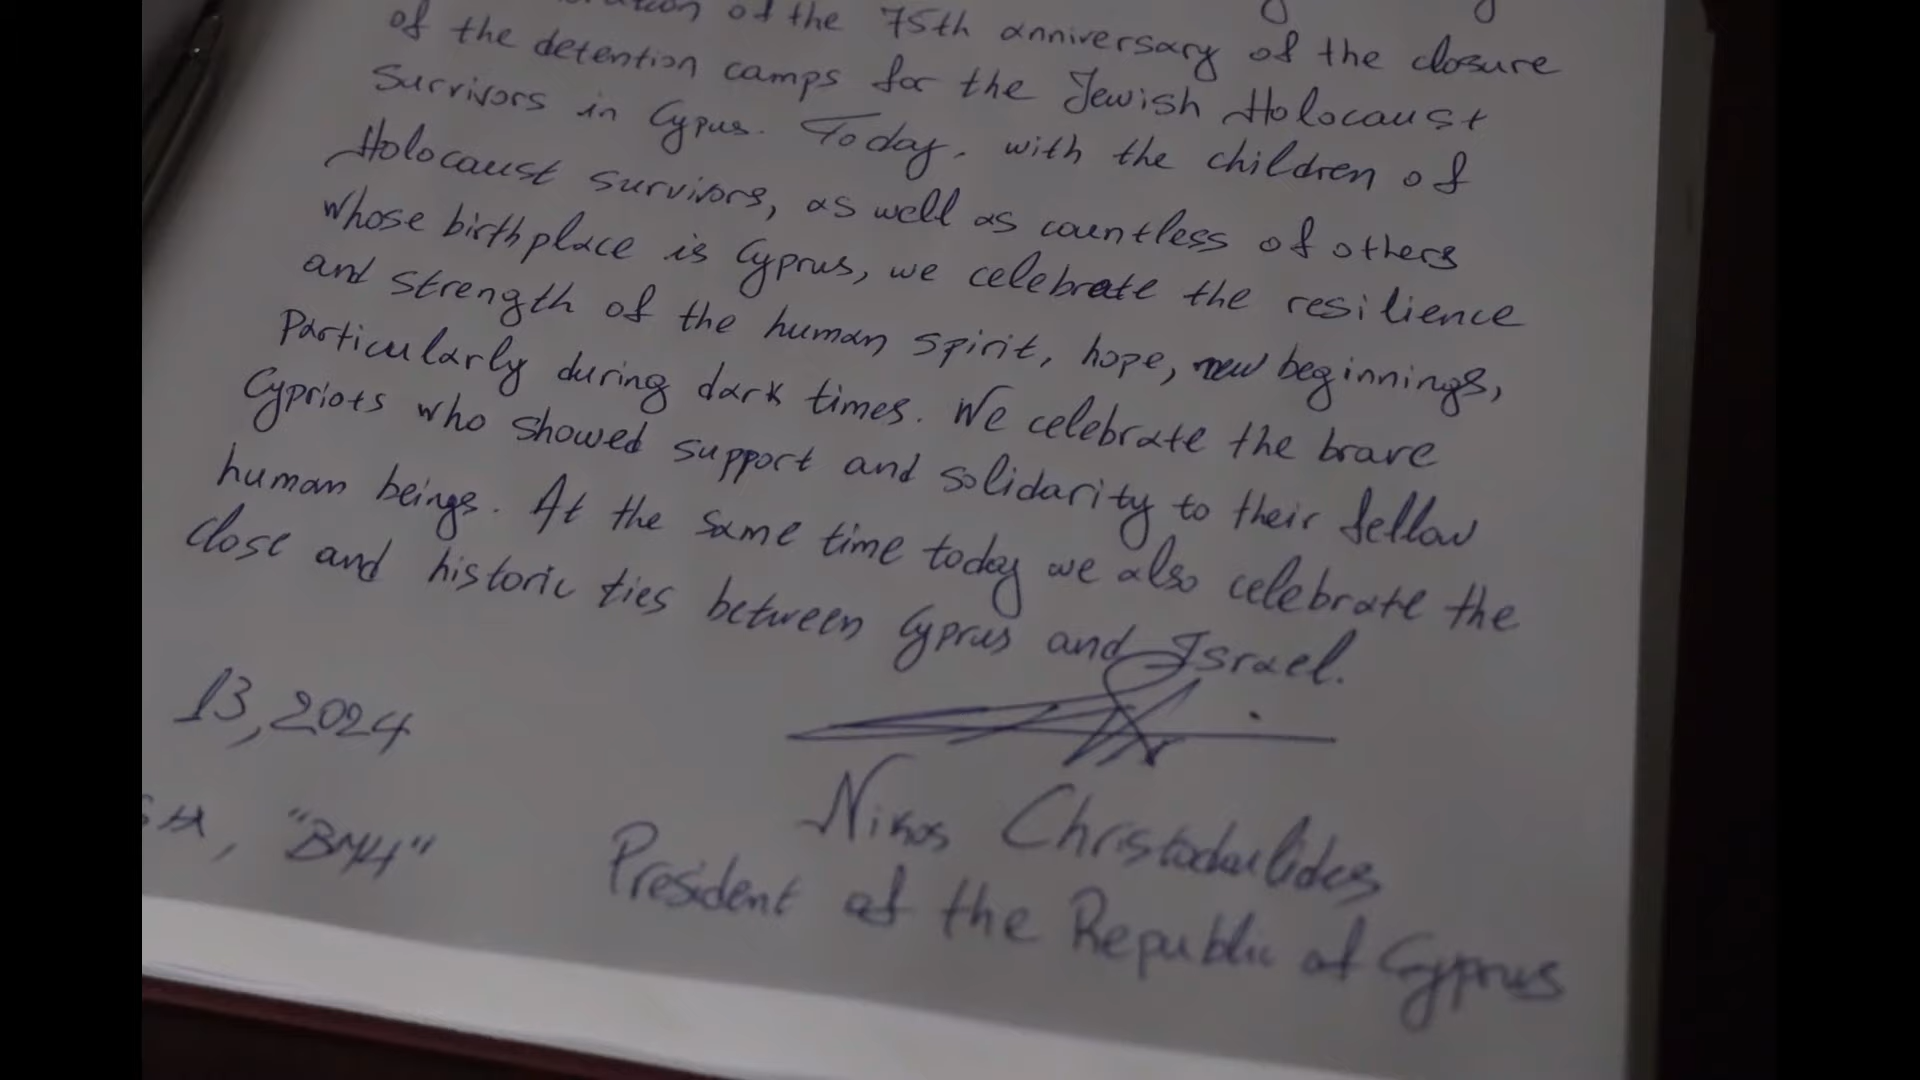 of the 75th anniversary of the closure
of the detention camps for the Jewish Holocaust
survivors in Cypus. Today, with the children of
Holocaust survivors, as well as countless of others
whose birthplace is Cyprus, we celebrate the resilience
and strength of the human spirit, hope, new beginnings,
particularly during dark times. We celebrate the brave
Cypriots who showed support and solidarity to their fellow
human beings. At the same time today we also celebrate the
close and historic ties between Cyprus and Israel.
13, 2024
"BMH"
Nikos Christodoulides
President of the Republic of Cyprus